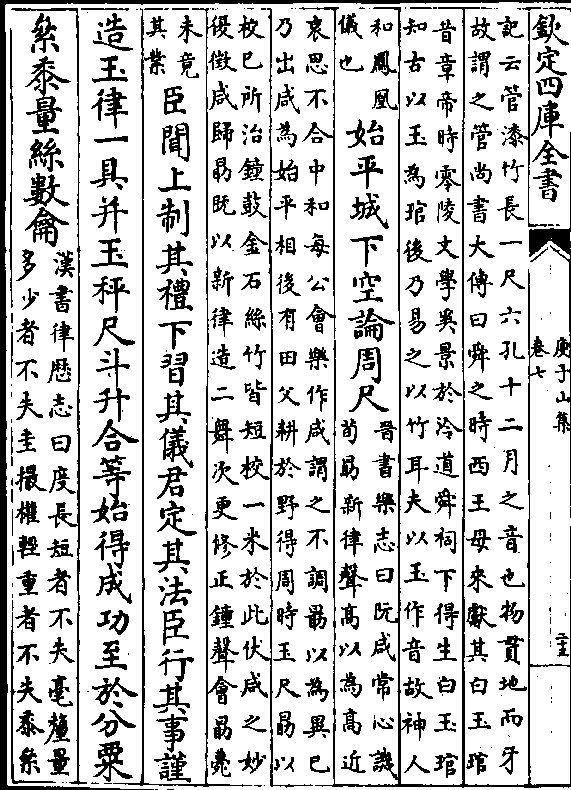 欽定四庫全書
庾子山集
卷七
二十五
記云管漆竹長一尺六孔十二月之音也物貫地而牙
故謂之管尚書大傳曰舜之時西王母來獻其白玉琯
昔章帝時零陵文學奚景於泠道舜祠下得生白玉琯
知古以玉為琯後乃易之以竹耳夫以玉作音故神人
和鳳凰
儀也
始平城下空論周尺
晉書樂志曰阮咸常心譏
荀勗新律聲高以為高近
哀思不合中和每公會樂作咸謂之不調勗以為異已
乃出咸為始平相後有田父耕於野得周時玉尺勗以
校已所治鐘鼓金石絲竹皆短校一米於此伏咸之妙
復徵咸歸勗既以新律造二舞次更修正鐘聲會勗薨
未竟
其業
臣聞上制其禮下習其儀君定其法臣行其事謹
造玉律一具并玉秤尺斗升合等始得成功至於分粟
絫黍量絲數龠
漢書律歷志曰度長短者不失毫釐量
多少者不失圭撮權輕重者不失黍絫